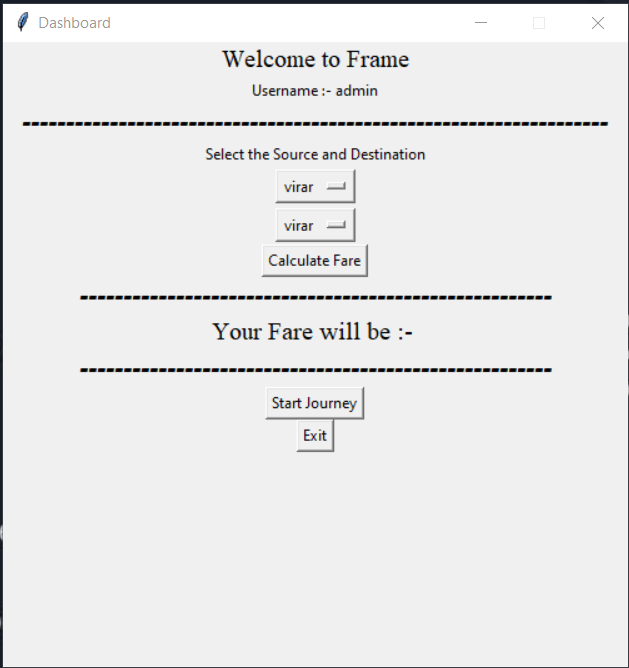 Dashboard
Welcome to Frame
Username :- admin
--------------------------------------------------------------------
Select the Source and Destination
virar
virar
Calculate Fare
------------------------------------------------------
Your Fare will be :-
------------------------------------------------------
Start Journey
Exit